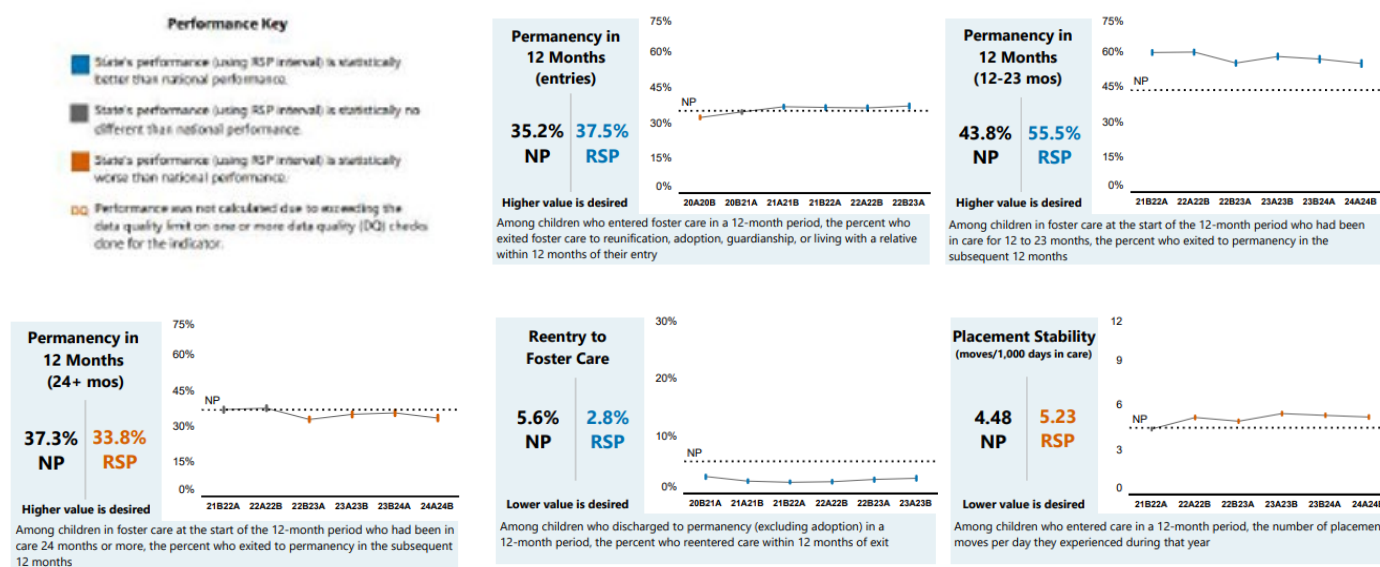 Performance Key
State's performance (using RSP interval) is statistically
better than national performance.
State's performance (using RSP interval) is statistically no
different than national performance.
State's performance (using RSP interval) is statistically
worse than national performance.
DQ Performance was not calculated due to exceeding the
data quality limit on one or more data quality (DQ) checks
done for the indicator.
Permanency in
12 Months
(entries)
35.2% 37.5%
NP RSP
Higher value is desired
75%
60%
45%
NP
30%
15%
0%
20A20B 20B21A 21A21B 21B22A 22A22B 22B23A
Among children who entered foster care in a 12-month period, the percent who
exited foster care to reunification, adoption, guardianship, or living with a relative
within 12 months of their entry
Permanency in
12 Months
(12-23 mos)
43.8% 55.5%
NP RSP
Higher value is desired
75%
60%
NP
45%
30%
15%
0%
21B22A 22A22B 22B23A 23A23B 23B24A 24A24B
Among children in foster care at the start of the 12-month period who had been
in care for 12 to 23 months, the percent who exited to permanency in the
subsequent 12 months
Permanency in
12 Months
(24+ mos)
37.3% 33.8%
NP RSP
Higher value is desired
75%
60%
45%
NP
30%
15%
0%
21B22A 22A22B 22B23A 23A23B 23B24A 24A24B
Among children in foster care at the start of the 12-month period who had been in
care 24 months or more, the percent who exited to permanency in the subsequent
12 months
Reentry to
Foster Care
5.6% 2.8%
NP RSP
Lower value is desired
30%
20%
10%
NP
0%
20B21A 21A21B 21B22A 22A22B 22B23A 23A23B
Among children who discharged to permanency (excluding adoption) in a
12-month period, the percent who reentered care within 12 months of exit
Placement Stability
(moves/1,000 days in care)
4.48 5.23
NP RSP
Lower value is desired
12
9
6
NP
3
0
21B22A 22A22B 22B23A 23A23B 23B24A 24A24B
Among children who entered care in a 12-month period, the number of placemen
moves per day they experienced during that year